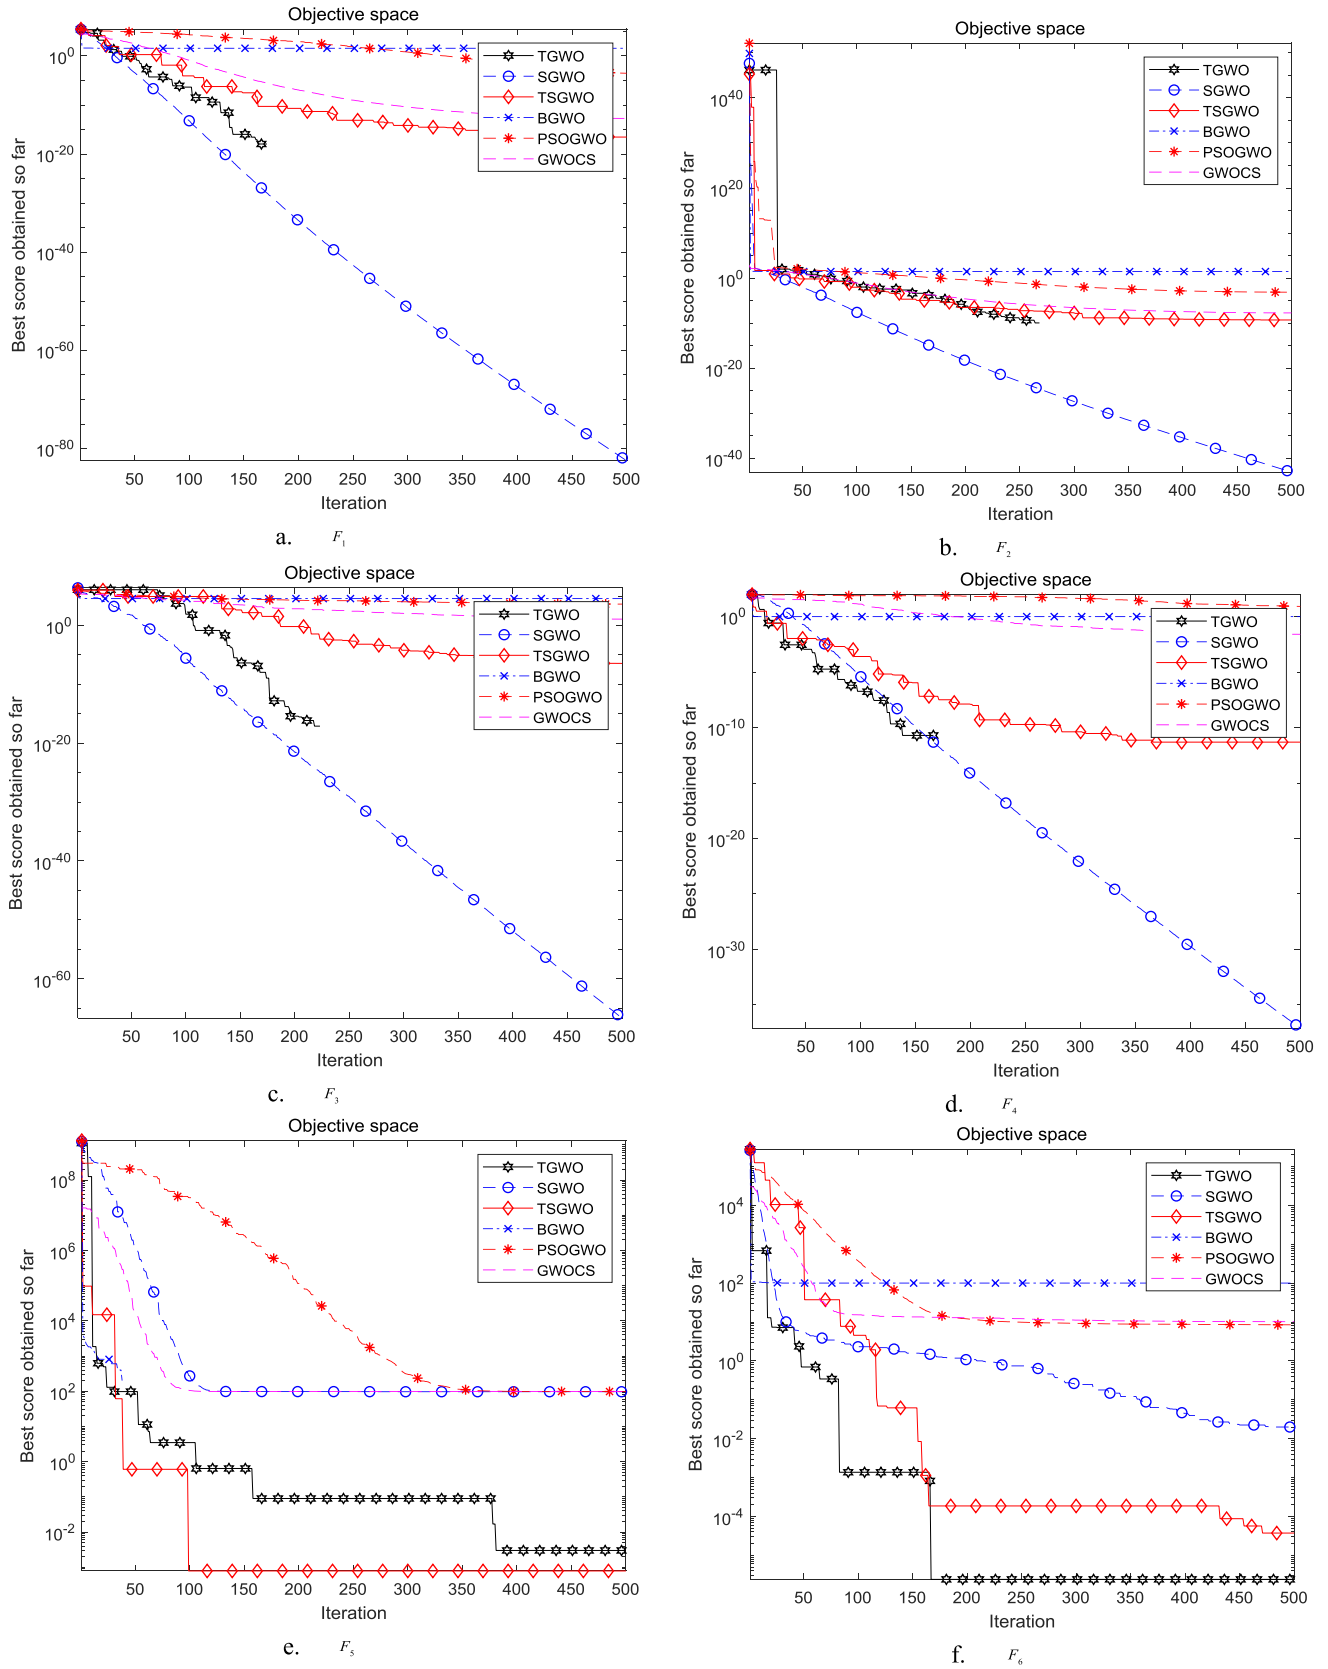 Objective space
Best score obtained so far
10^0
10^-20
10^-40
10^-60
10^-80
TGWO
SGWO
TSGWO
BGWO
PSOGWO
GWOCS
50 100 150 200 250 300 350 400 450 500
Iteration
a. F_1
Objective space
Best score obtained so far
10^40
10^20
10^0
10^-20
10^-40
TGWO
SGWO
TSGWO
BGWO
PSOGWO
GWOCS
50 100 150 200 250 300 350 400 450 500
Iteration
b. F_2
Objective space
Best score obtained so far
10^0
10^-20
10^-40
10^-60
TGWO
SGWO
TSGWO
BGWO
PSOGWO
GWOCS
50 100 150 200 250 300 350 400 450 500
Iteration
c. F_3
Objective space
Best score obtained so far
10^0
10^-10
10^-20
10^-30
TGWO
SGWO
TSGWO
BGWO
PSOGWO
GWOCS
50 100 150 200 250 300 350 400 450 500
Iteration
d. F_4
Objective space
Best score obtained so far
10^8
10^6
10^4
10^2
10^0
10^-2
TGWO
SGWO
TSGWO
BGWO
PSOGWO
GWOCS
50 100 150 200 250 300 350 400 450 500
Iteration
e. F_5
Objective space
Best score obtained so far
10^4
10^2
10^0
10^-2
10^-4
TGWO
SGWO
TSGWO
BGWO
PSOGWO
GWOCS
50 100 150 200 250 300 350 400 450 500
Iteration
f. F_6